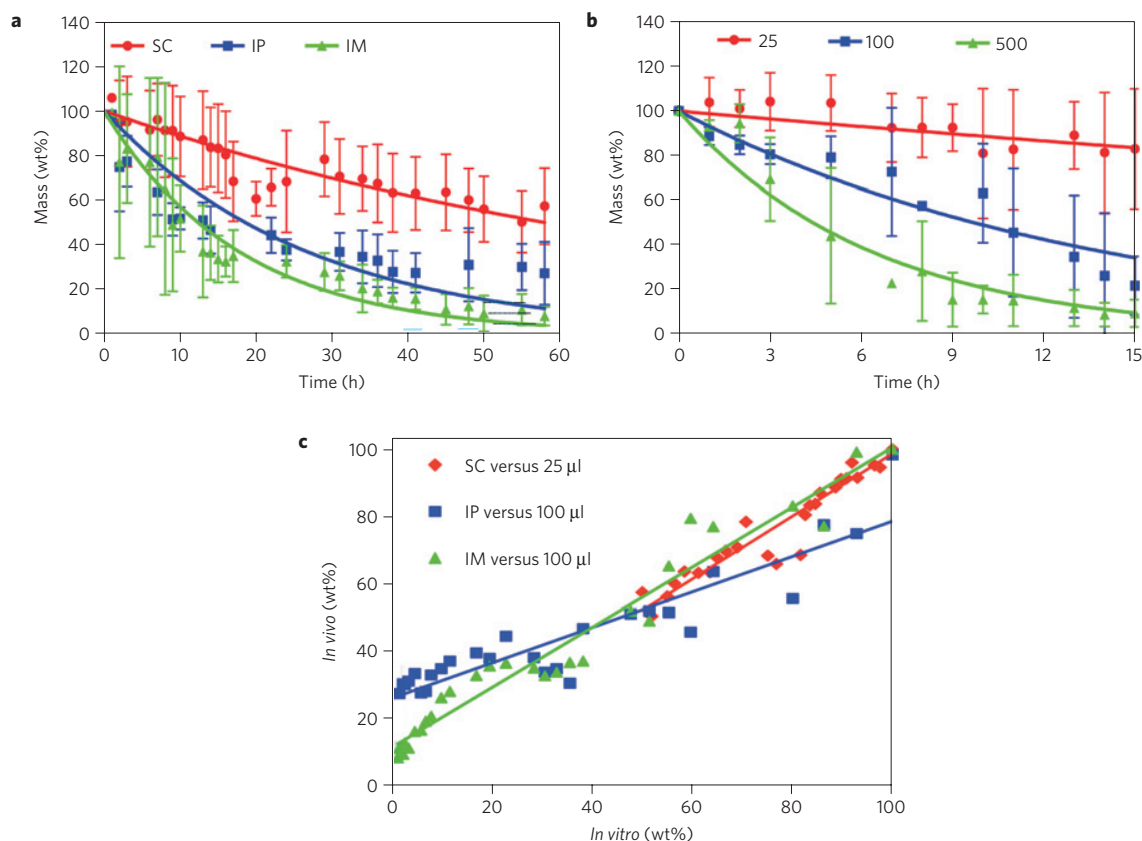 a
140
120
100
80
60
40
20
0
Mass (wt%)
SC IP IM
0 10 20 30 40 50 60
Time (h)
b
140
120
100
80
60
40
20
0
Mass (wt%)
25 100 500
0 3 6 9 12 15
Time (h)
c
100
80
60
40
20
0
In vivo (wt%)
SC versus 25 µl
IP versus 100 µl
IM versus 100 µl
0 20 40 60 80 100
In vitro (wt%)